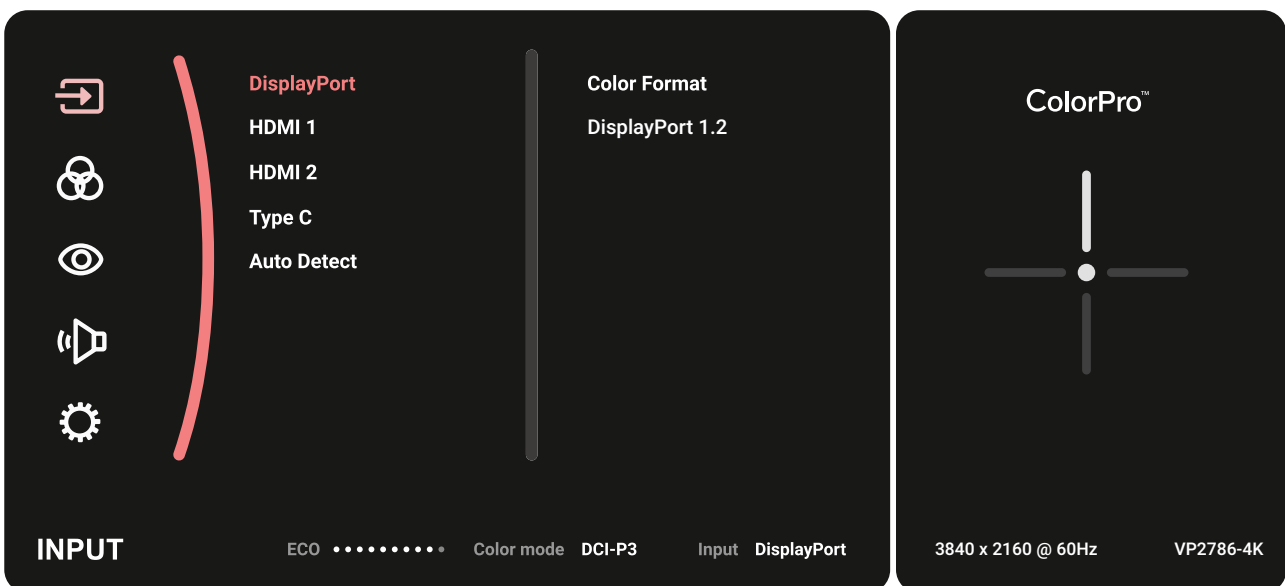 DisplayPort
HDMI 1
HDMI 2
Type C
Auto Detect
Color Format
DisplayPort 1.2
INPUT
ECO
Color mode DCI-P3
Input DisplayPort
ColorPro™
3840 x 2160 @ 60Hz
VP2786-4K